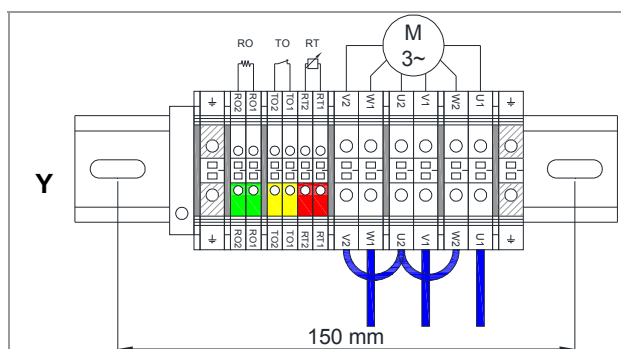 M
3~
RO TO RT
RO2 RO1 TO2 TO1 RT2 RT1 V2 W1 U2 V1 W2 U1
Y
RO2 RO1 TO2 TO1 RT2 RT1 V2 W1 U2 V1 W2 U1
150 mm